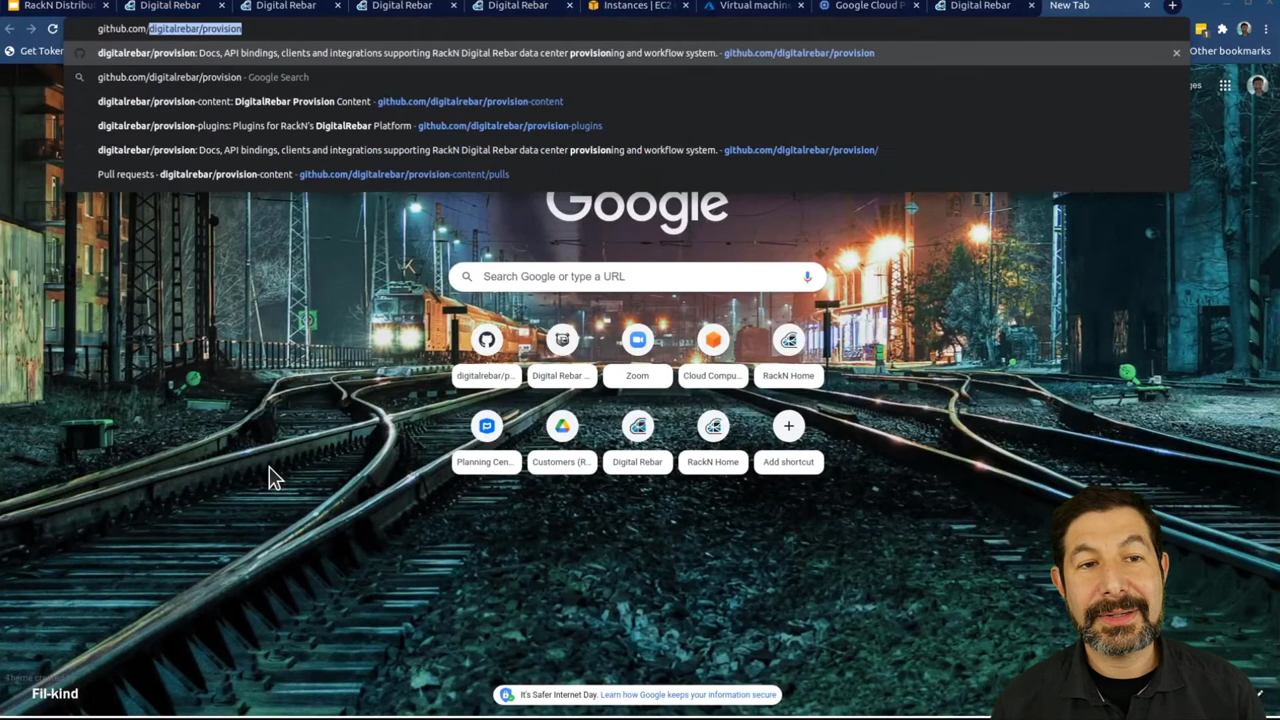 RackN Distribut
Digital Rebar
Digital Rebar
Digital Rebar
Digital Rebar
Instances | EC2
Virtual machine
Google Cloud P
Digital Rebar
New Tab
github.com/digitalrebar/provision
Get Token
Other bookmarks
digitalrebar/provision: Docs, API bindings, clients and integrations supporting RackN Digital Rebar data center provisioning and workflow system. - github.com/digitalrebar/provision
github.com/digitalrebar/provision - Google Search
digitalrebar/provision-content: DigitalRebar Provision Content - github.com/digitalrebar/provision-content
digitalrebar/provision-plugins: Plugins for RackN's DigitalRebar Platform - github.com/digitalrebar/provision-plugins
digitalrebar/provision: Docs, API bindings, clients and integrations supporting RackN Digital Rebar data center provisioning and workflow system. - github.com/digitalrebar/provision/
Pull requests - digitalrebar/provision-content - github.com/digitalrebar/provision-content/pulls
ges
Google
Search Google or type a URL
digitalrebar/p...
Digital Rebar ...
Zoom
Cloud Compu...
RackN Home
Planning Cen...
Customers (R...
Digital Rebar
RackN Home
Add shortcut
Fil-kind
It's Safer Internet Day. Learn how Google keeps your information secure